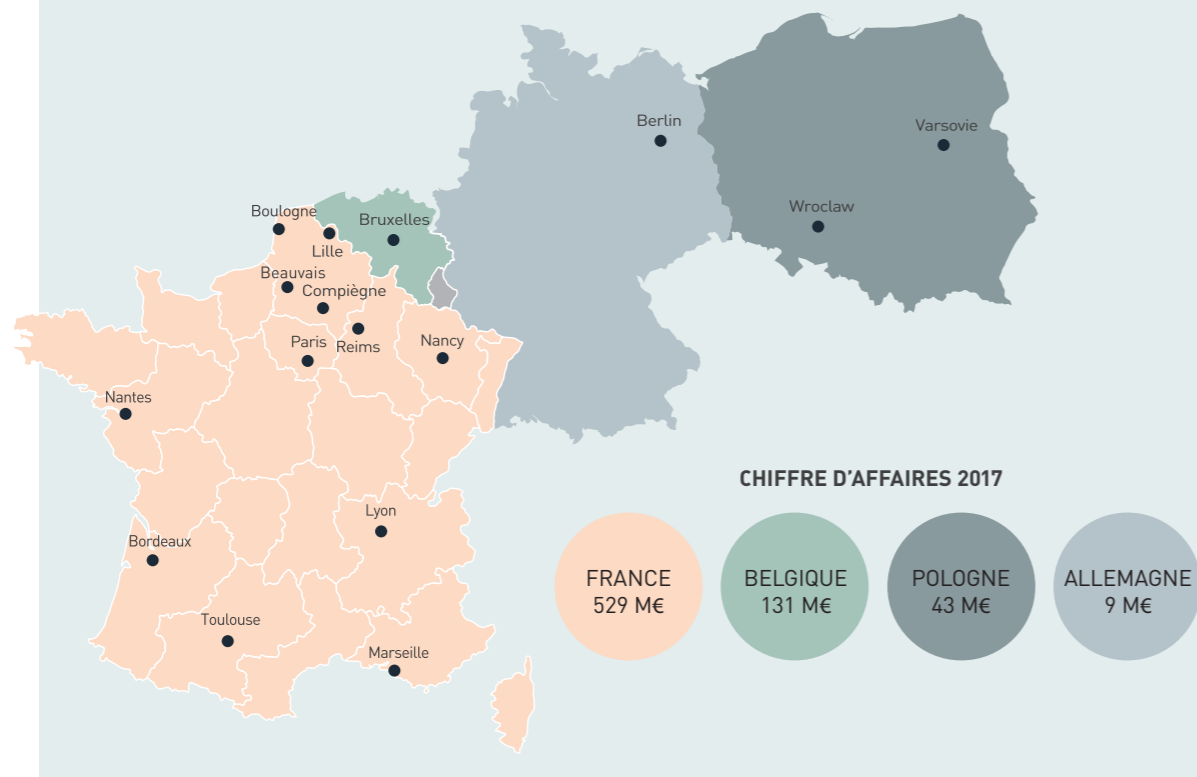 Berlin
Varsovie
Wroclaw
Boulogne
Bruxelles
Lille
Beauvais
Compiègne
Paris
Reims
Nancy
Nantes
Lyon
Bordeaux
Toulouse
Marseille
CHIFFRE D'AFFAIRES 2017
FRANCE
529 M€
BELGIQUE
131 M€
POLOGNE
43 M€
ALLEMAGNE
9 M€